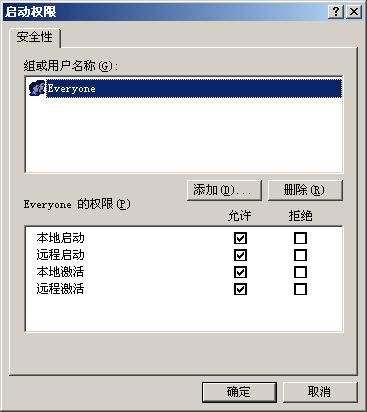 启动权限
安全性
组或用户名称(G):
Everyone
添加(D)...
删除(R)
Everyone 的权限(P)
允许
拒绝
本地启动
远程启动
本地激活
远程激活
确定
取消